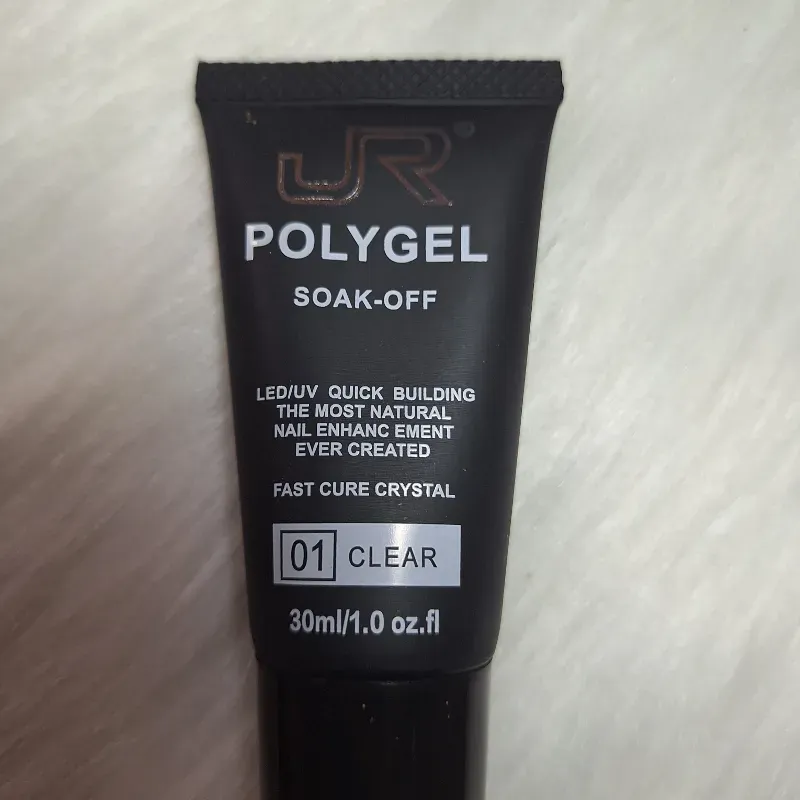 JR®
POLYGEL
SOAK-OFF
LED/UV QUICK BUILDING
THE MOST NATURAL
NAIL ENHANC EMENT
EVER CREATED
FAST CURE CRYSTAL
01 CLEAR
30ml/1.0 oz.fl